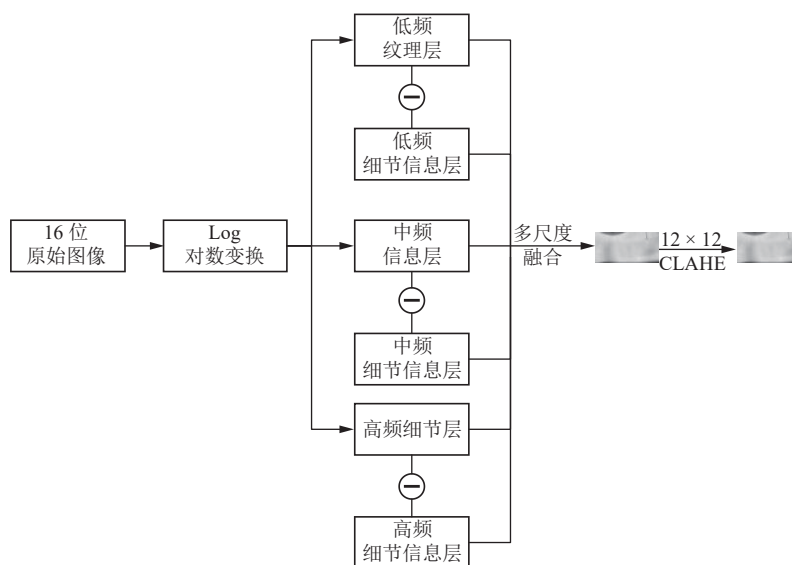 低频
纹理层
低频
细节信息层
16 位
原始图像
Log
对数变换
中频
信息层
多尺度
融合
12 × 12
CLAHE
中频
细节信息层
高频细节层
高频
细节信息层